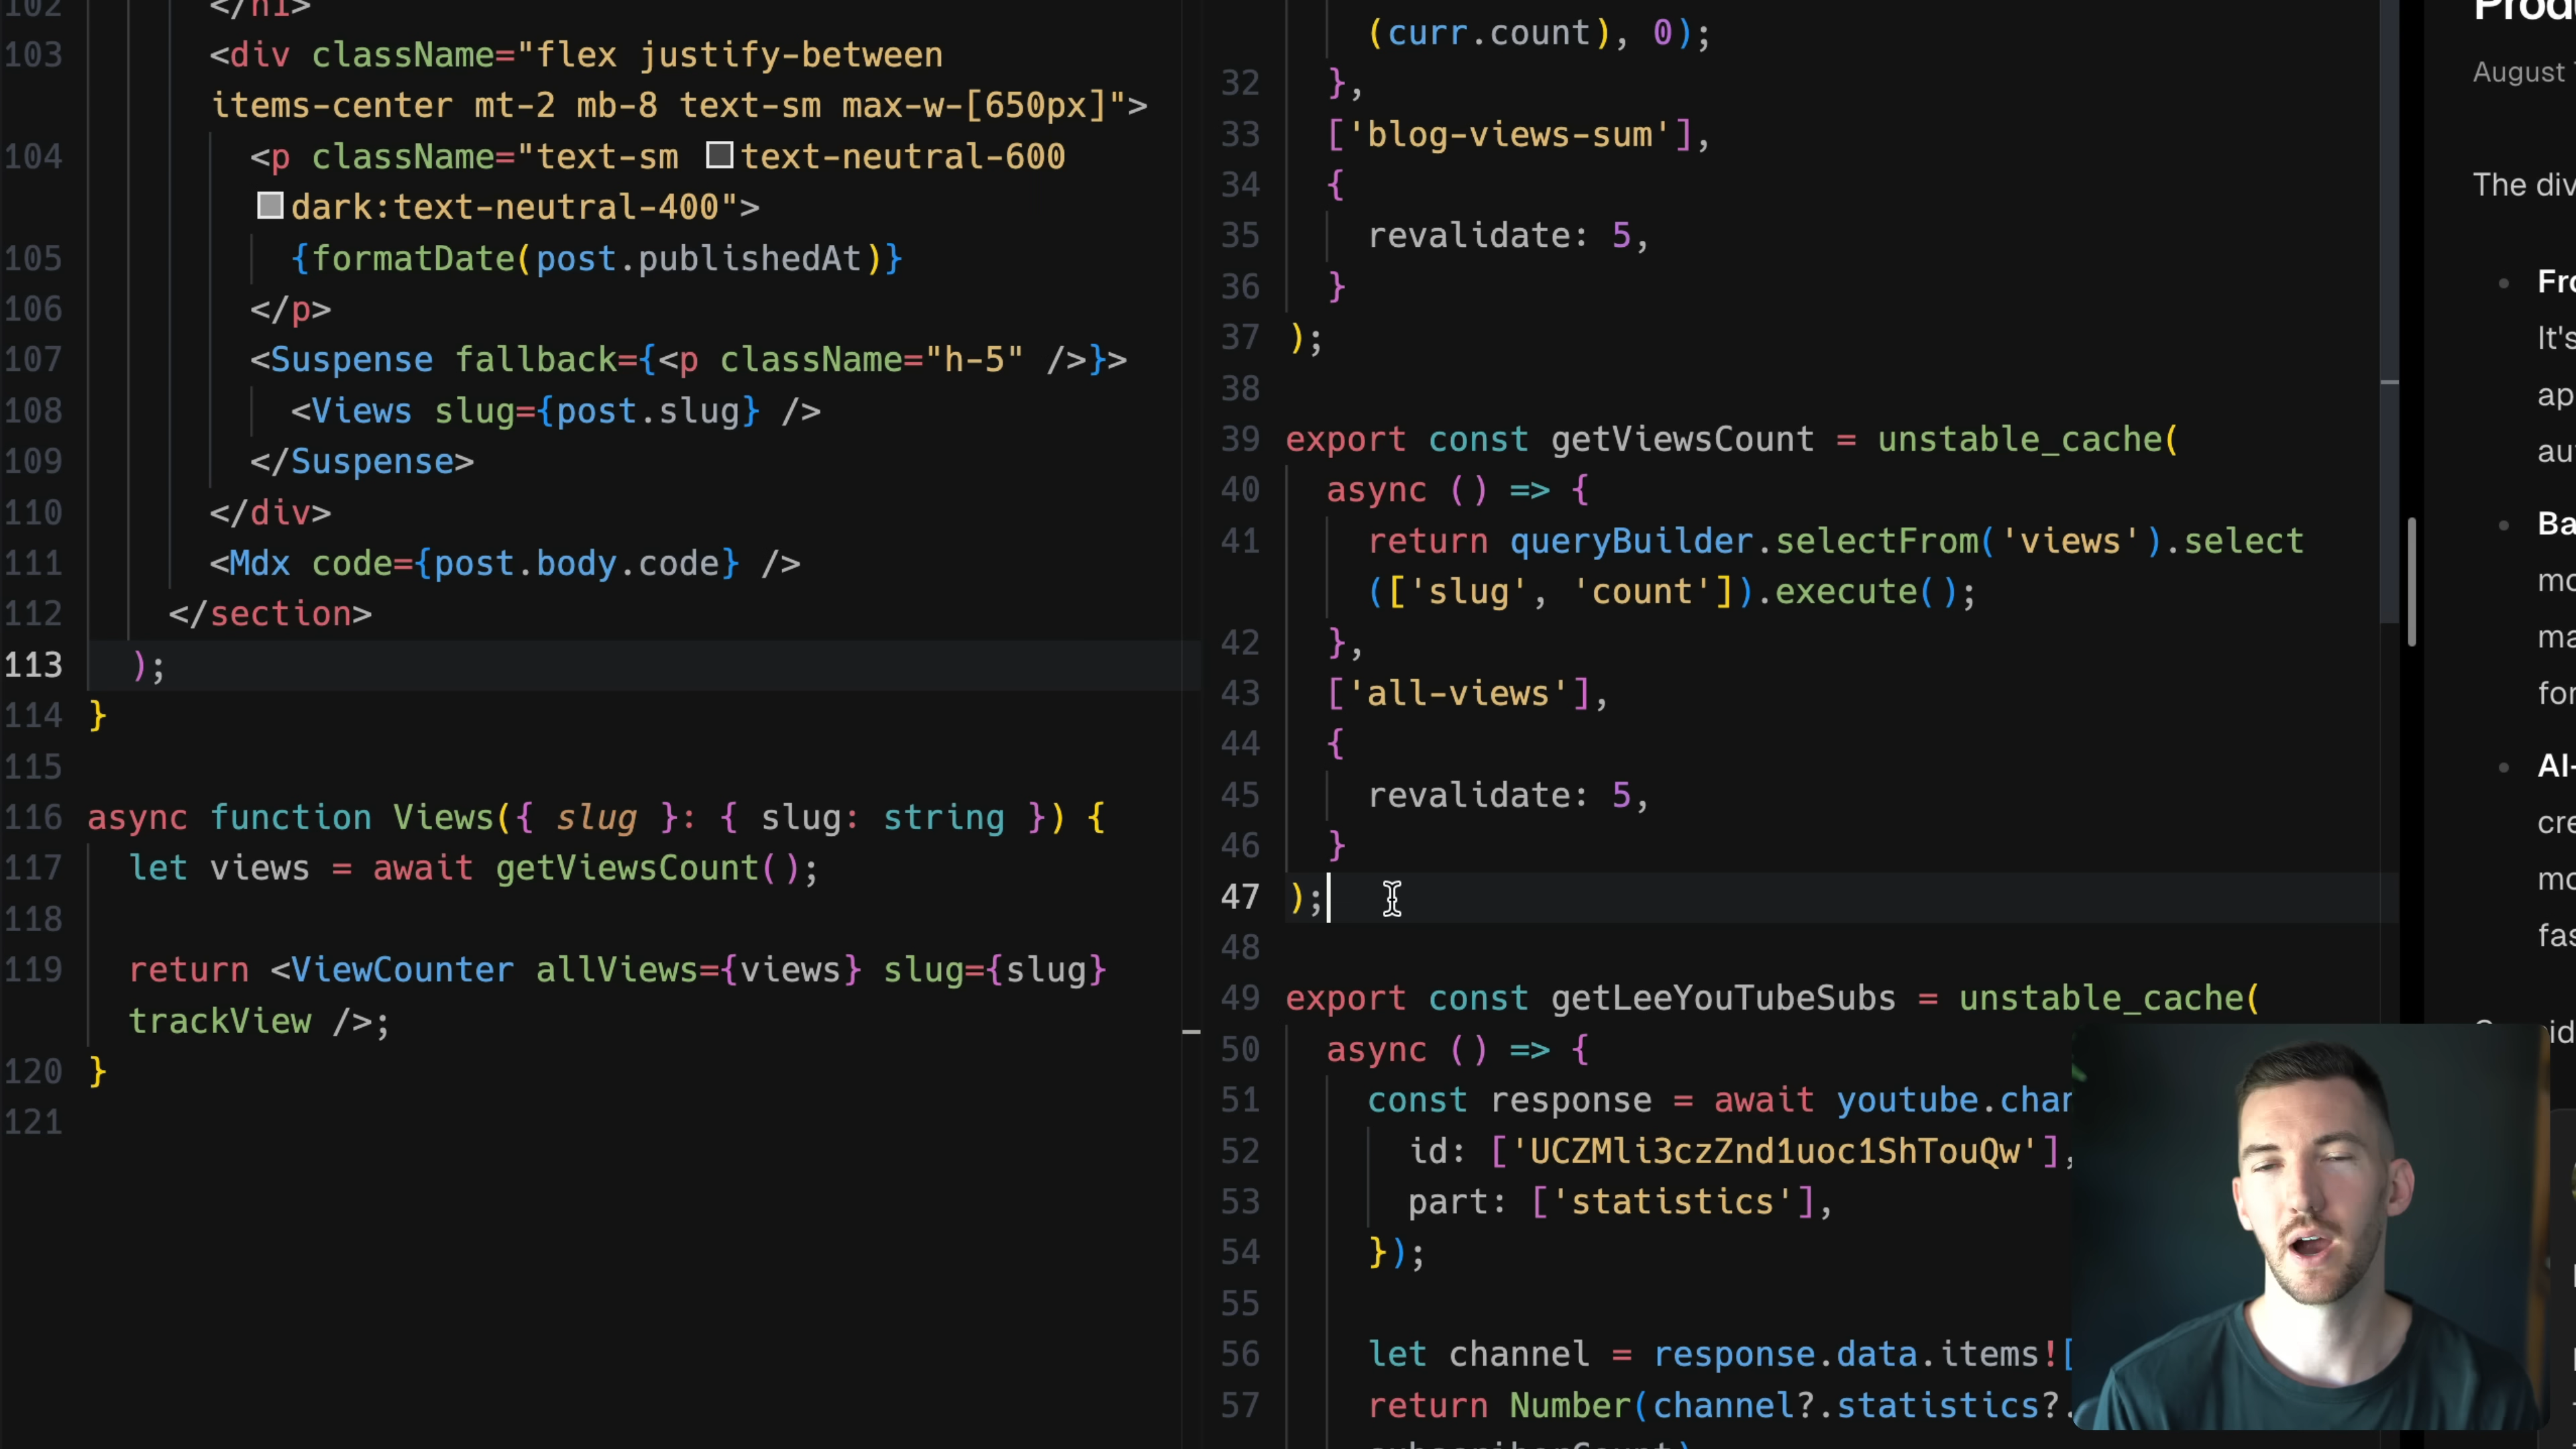 102 </h1>
103 <div className="flex justify-between
items-center mt-2 mb-8 text-sm max-w-[650px]">
104 <p className="text-sm text-neutral-600
dark:text-neutral-400">
105 {formatDate(post.publishedAt)}
106 </p>
107 <Suspense fallback={<p className="h-5" />}>
108 <Views slug={post.slug} />
109 </Suspense>
110 </div>
111 <Mdx code={post.body.code} />
112 </section>
113 );
114 }
115
116 async function Views({ slug }: { slug: string }) {
117 let views = await getViewsCount();
118
119 return <ViewCounter allViews={views} slug={slug}
trackView />;
120 }
121
(curr.count), 0);
32 },
33 ['blog-views-sum'],
34 {
35 revalidate: 5,
36 }
37 );
38
39 export const getViewsCount = unstable_cache(
40 async () => {
41 return queryBuilder.selectFrom('views').select
(['slug', 'count']).execute();
42 },
43 ['all-views'],
44 {
45 revalidate: 5,
46 }
47 );
48
49 export const getLeeYouTubeSubs = unstable_cache(
50 async () => {
51 const response = await youtube.chan
52 id: ['UCZMli3czZnd1uoc1ShTouQw'],
53 part: ['statistics'],
54 });
55
56 let channel = response.data.items![
57 return Number(channel?.statistics?.
subscriberCount)
Prod
August
The div
Fro
It's
ap
au
Ba
mo
ma
for
AI-
cre
mo
fas